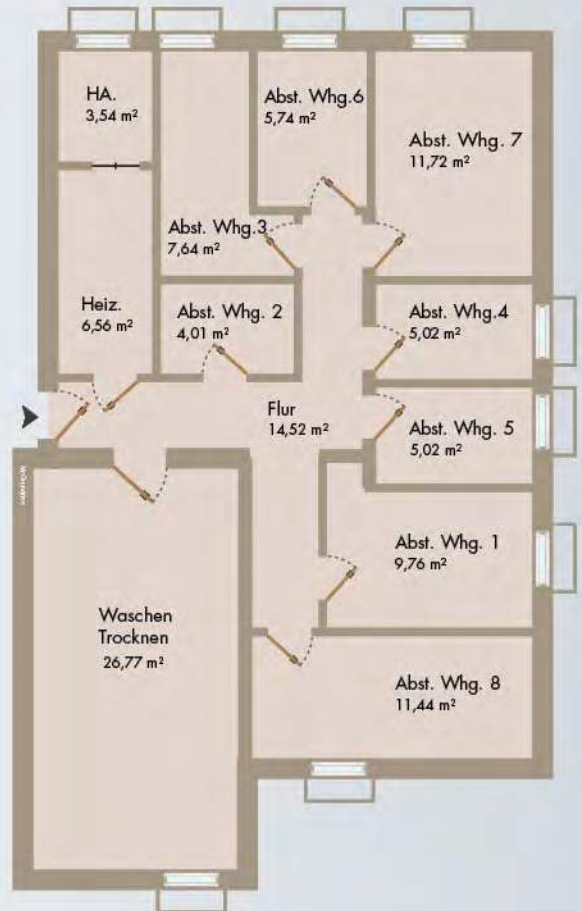 HA.
3,54 m²
Abst. Whg.6
5,74 m²
Abst. Whg. 7
11,72 m²
Abst. Whg.3
7,64 m²
Heiz.
6,56 m²
Abst. Whg. 2
4,01 m²
Abst. Whg.4
5,02 m²
Flur
14,52 m²
Abst. Whg. 5
5,02 m²
Abst. Whg. 1
9,76 m²
Waschen
Trocknen
26,77 m²
Abst. Whg. 8
11,44 m²